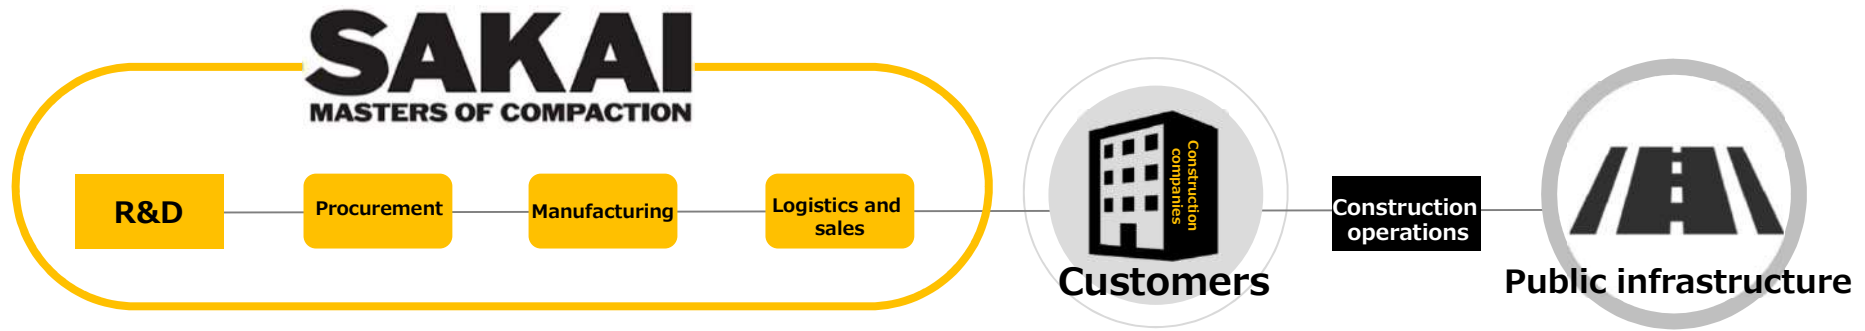 SAKAI
MASTERS OF COMPACTION
R&D
Procurement
Manufacturing
Logistics and
sales
Construction
companies
Customers
Construction
operations
Public infrastructure